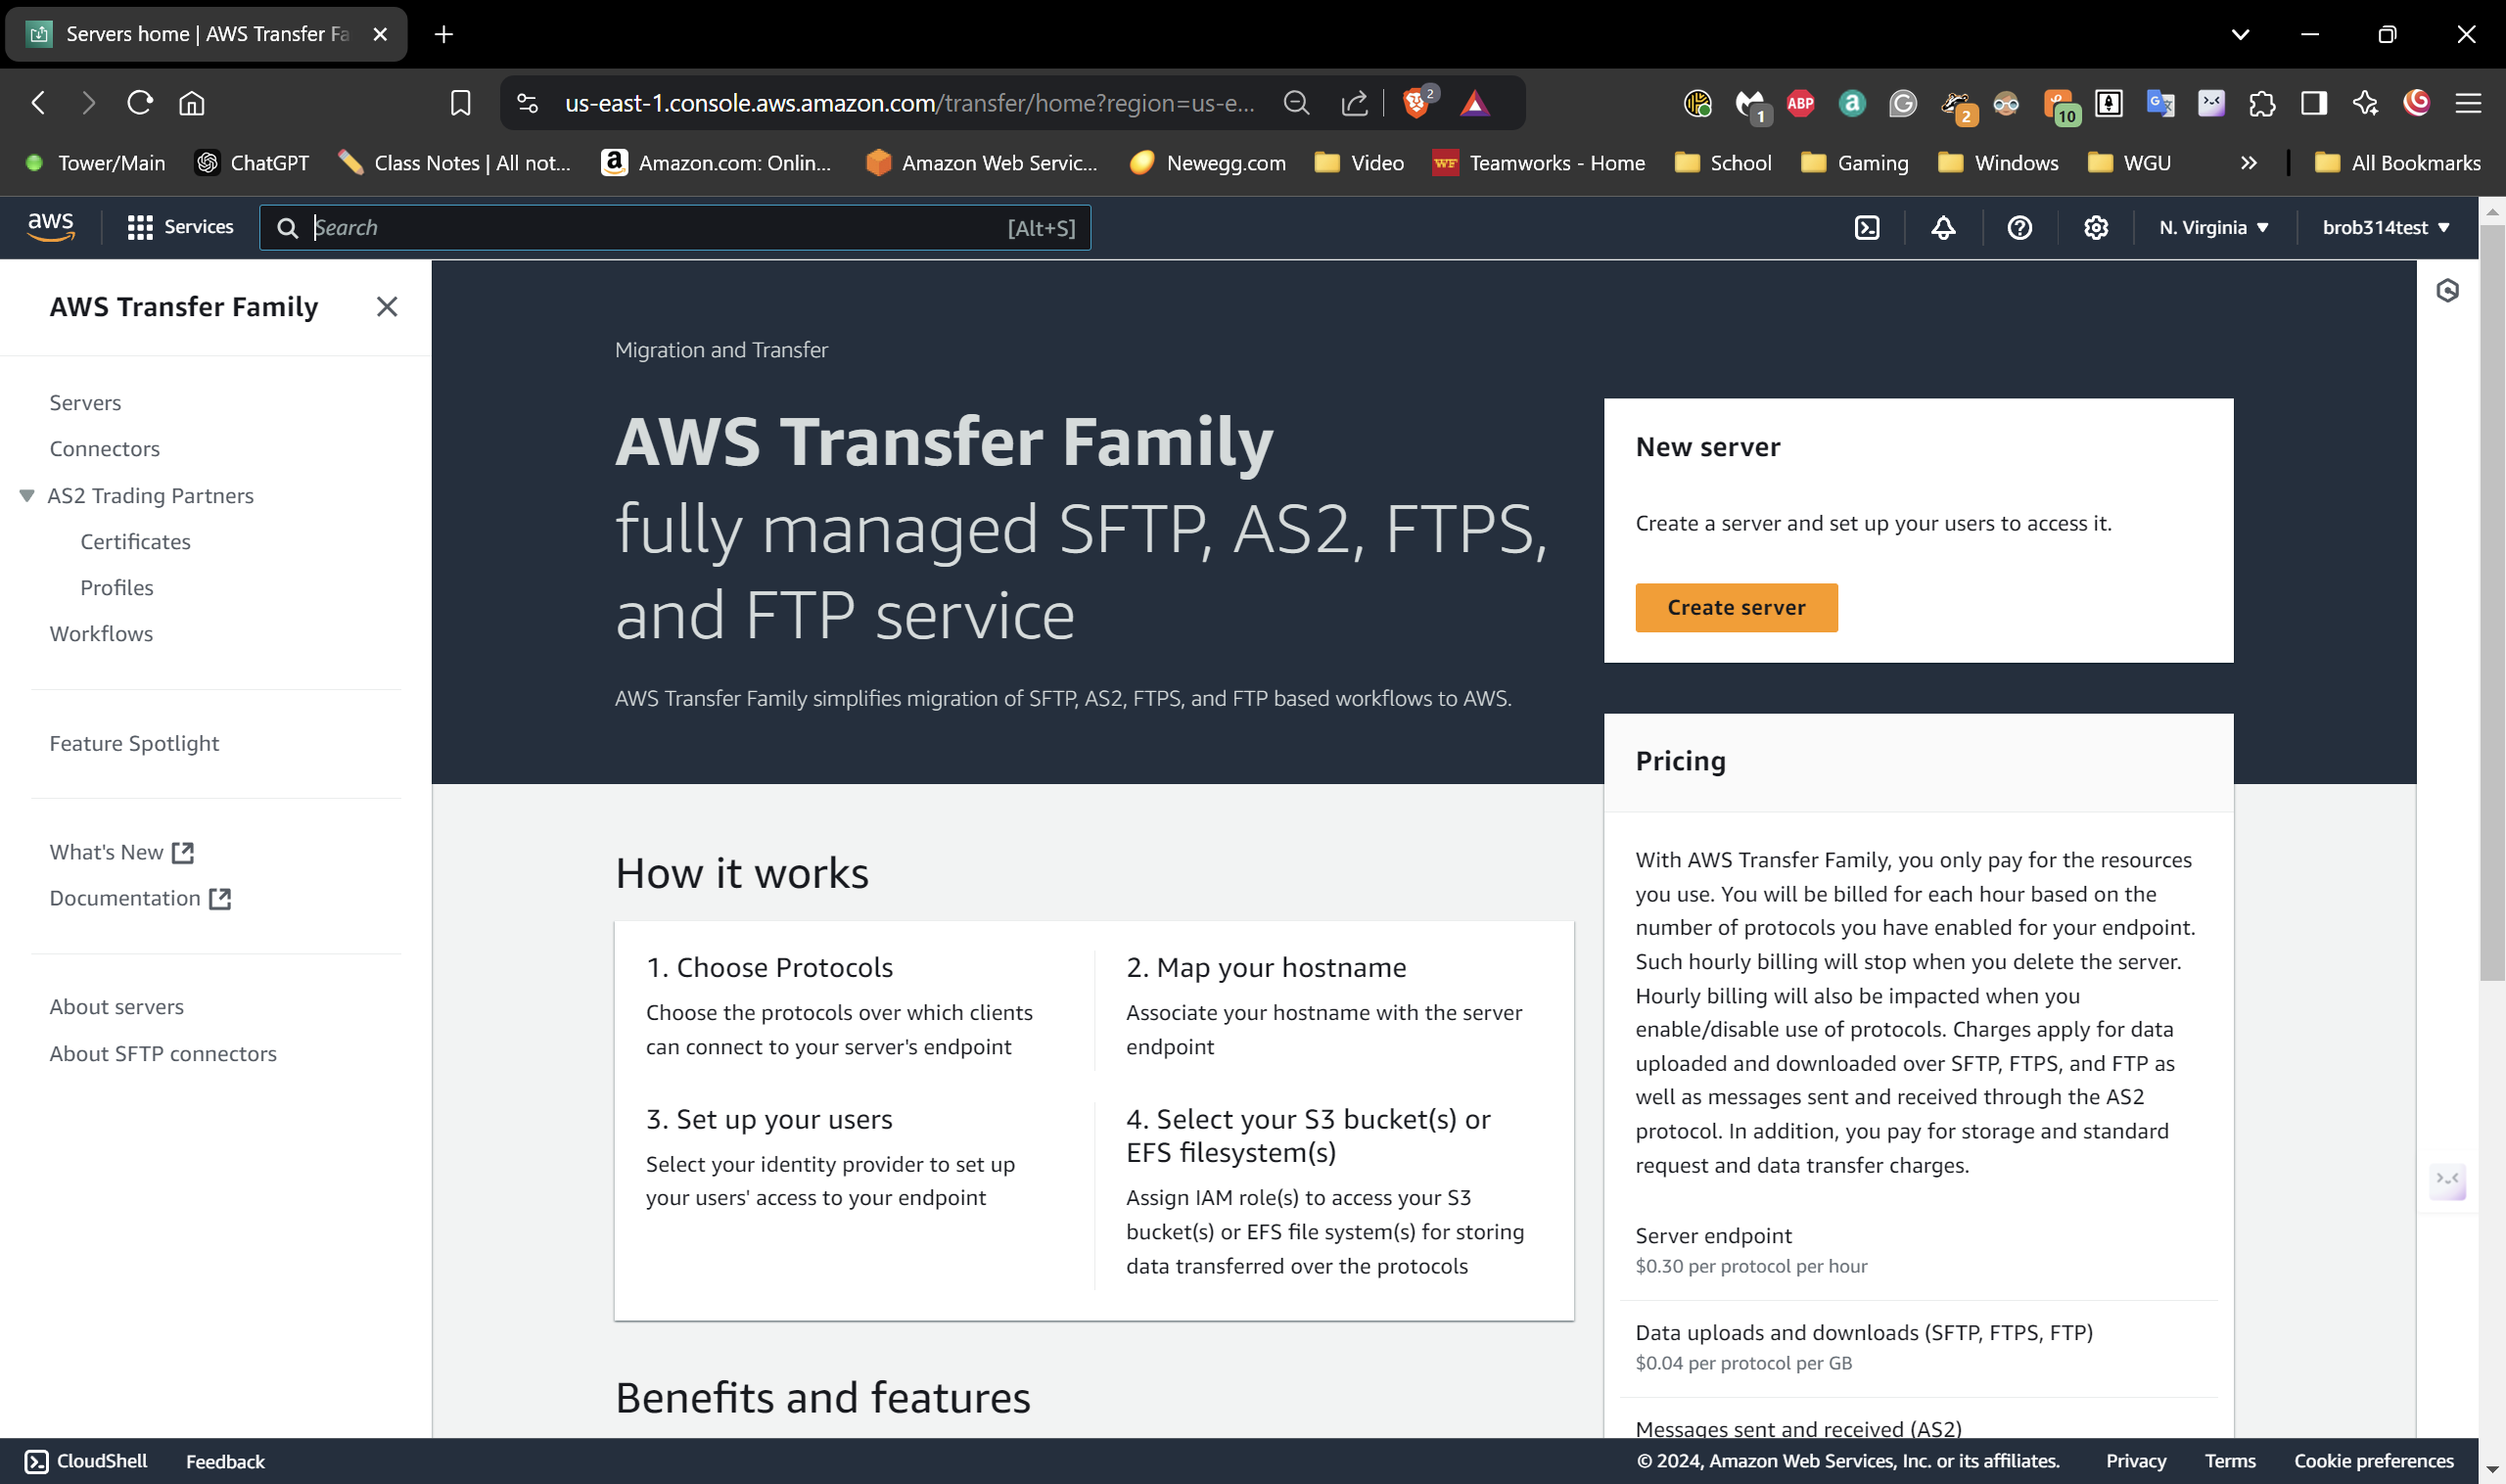 Servers home | AWS Transfer Fa
us-east-1.console.aws.amazon.com/transfer/home?region=us-e...
2
1
ABP
a
2
10
Tower/Main
ChatGPT
Class Notes | All not...
a
Amazon.com: Onlin...
Amazon Web Servic...
Newegg.com
Video
WF
Teamworks - Home
School
Gaming
Windows
WGU
All Bookmarks
aws
Services
Search
[Alt+S]
N. Virginia
brob314test
AWS Transfer Family
Servers
Connectors
AS2 Trading Partners
Certificates
Profiles
Workflows
Feature Spotlight
What's New
Documentation
About servers
About SFTP connectors
Migration and Transfer
AWS Transfer Family
fully managed SFTP, AS2, FTPS,
and FTP service
AWS Transfer Family simplifies migration of SFTP, AS2, FTPS, and FTP based workflows to AWS.
New server
Create a server and set up your users to access it.
Create server
How it works
1. Choose Protocols
Choose the protocols over which clients
can connect to your server's endpoint
2. Map your hostname
Associate your hostname with the server
endpoint
3. Set up your users
Select your identity provider to set up
your users' access to your endpoint
4. Select your S3 bucket(s) or
EFS filesystem(s)
Assign IAM role(s) to access your S3
bucket(s) or EFS file system(s) for storing
data transferred over the protocols
Benefits and features
Pricing
With AWS Transfer Family, you only pay for the resources
you use. You will be billed for each hour based on the
number of protocols you have enabled for your endpoint.
Such hourly billing will stop when you delete the server.
Hourly billing will also be impacted when you
enable/disable use of protocols. Charges apply for data
uploaded and downloaded over SFTP, FTPS, and FTP as
well as messages sent and received through the AS2
protocol. In addition, you pay for storage and standard
request and data transfer charges.
Server endpoint
$0.30 per protocol per hour
Data uploads and downloads (SFTP, FTPS, FTP)
$0.04 per protocol per GB
Messages sent and received (AS2)
CloudShell
Feedback
© 2024, Amazon Web Services, Inc. or its affiliates.
Privacy
Terms
Cookie preferences